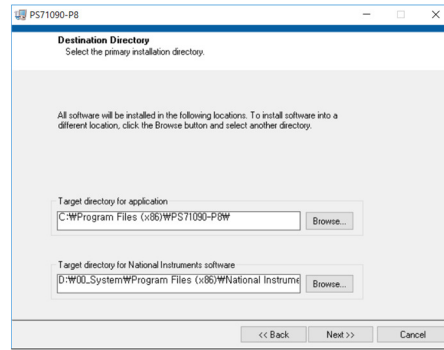 PS71090-P8
Destination Directory
Select the primary installation directory.
All software will be installed in the following locations. To install software into a
different location, click the Browse button and select another directory.
Target directory for application
C:₩Program Files (x86)₩PS71090-P8₩
Browse...
Target directory for National Instruments software
D:₩00_System₩Program Files (x86)₩National Instrume
Browse...
<< Back
Next >>
Cancel